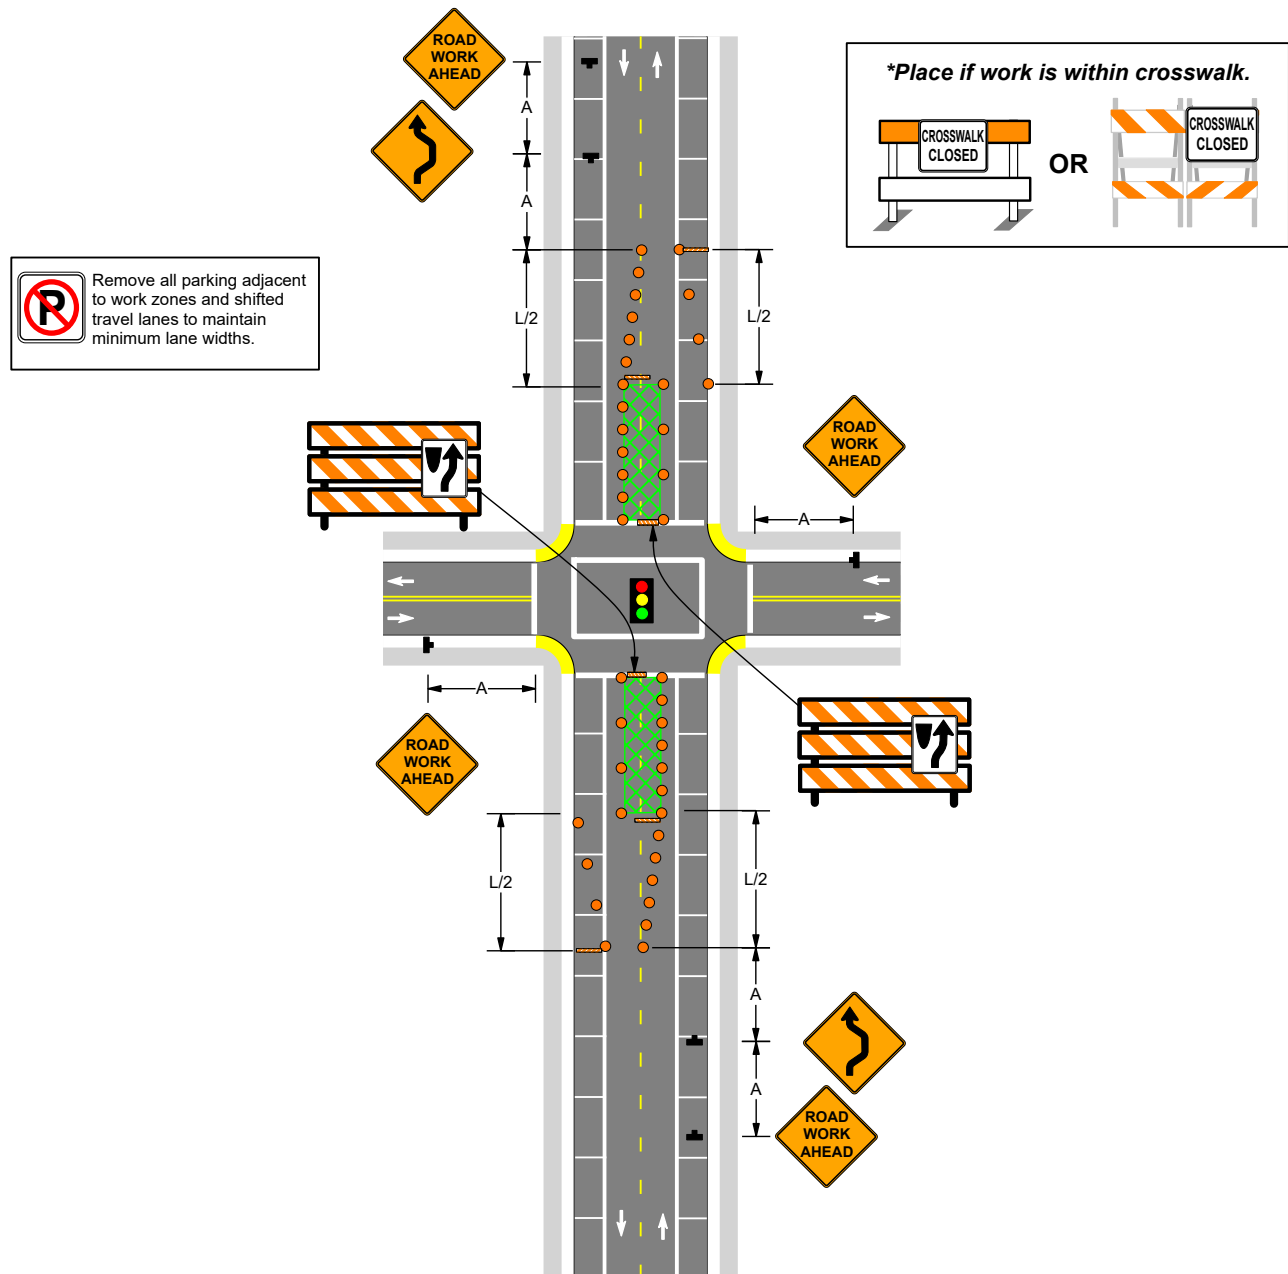 ROAD
WORK
AHEAD
A
A
L/2
L/2
*Place if work is within crosswalk.
CROSSWALK
CLOSED
OR
CROSSWALK
CLOSED
P
Remove all parking adjacent
to work zones and shifted
travel lanes to maintain
minimum lane widths.
ROAD
WORK
AHEAD
A
A
ROAD
WORK
AHEAD
L/2
L/2
A
A
ROAD
WORK
AHEAD